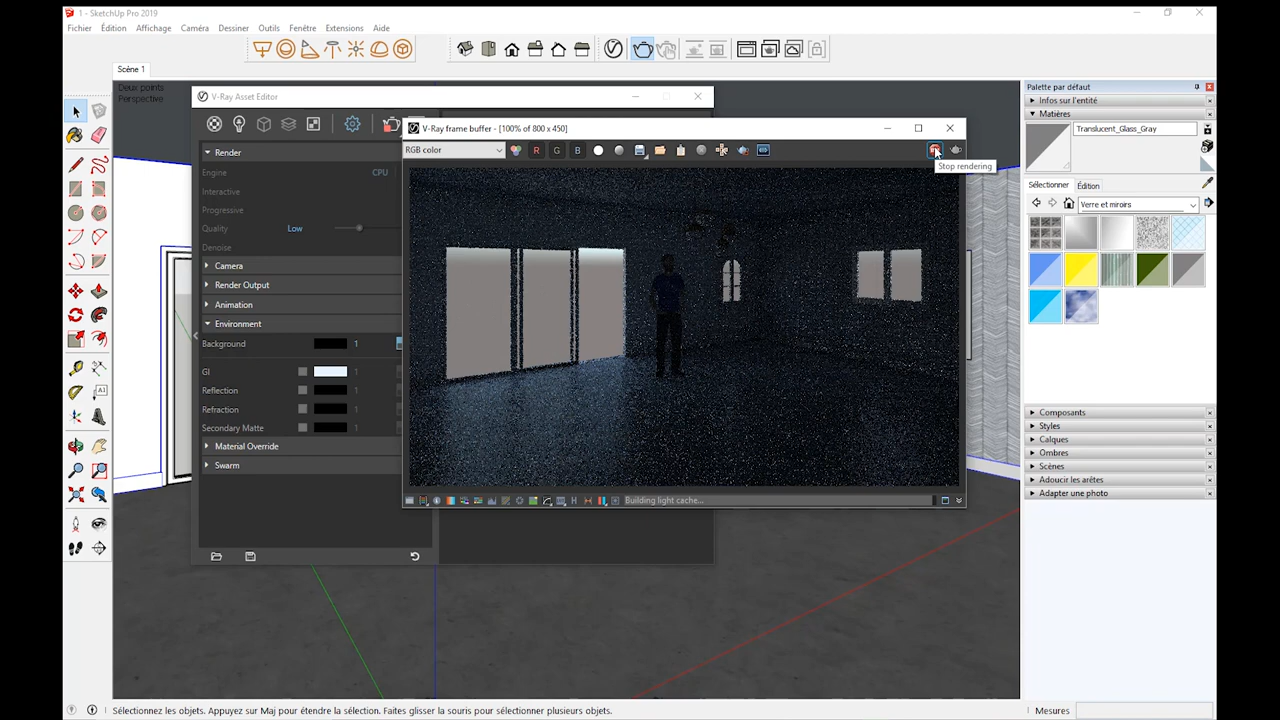 1 - SketchUp Pro 2019
Fichier Édition Affichage Caméra Dessiner Outils Fenêtre Extensions Aide
Scène 1
Deux points
Perspective
V-Ray Asset Editor
Render
Engine CPU
Interactive
Progressive
Quality Low
Denoise
Camera
Render Output
Animation
Environment
Background 1
GI 1
Reflection 1
Refraction 1
Secondary Matte 1
Material Override
Swarm
V-Ray frame buffer - [100% of 800 x 450]
RGB color R G B
Stop rendering
Building light cache...
Palette par défaut
Infos sur l'entité
Matières
Translucent_Glass_Gray
Sélectionner Édition
Verre et miroirs
Composants
Styles
Calques
Ombres
Scènes
Adoucir les arêtes
Adapter une photo
Sélectionnez les objets. Appuyez sur Maj pour étendre la sélection. Faites glisser la souris pour sélectionner plusieurs objets.
Mesures